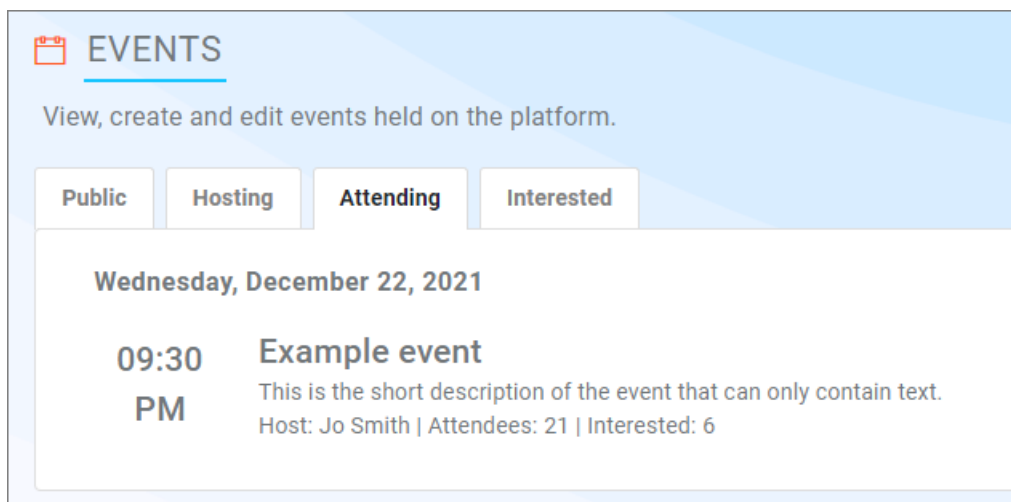 EVENTS
View, create and edit events held on the platform.
Public Hosting Attending Interested
Wednesday, December 22, 2021
09:30
PM
Example event
This is the short description of the event that can only contain text.
Host: Jo Smith | Attendees: 21 | Interested: 6